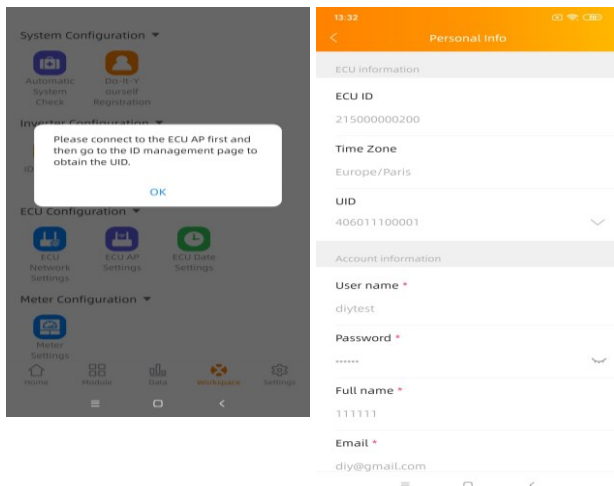 System Configuration
Automatic
System
Check
Do-It-Y
ourself
Registration
Inverter Configuration
ID
Please connect to the ECU AP first and
then go to the ID management page to
obtain the UID.
OK
ECU Configuration
ECU
Network
Settings
ECU AP
Settings
ECU Date
Settings
Meter Configuration
Meter
Settings
Home
Module
Data
Workspace
Settings
13:32
Personal Info
ECU information
ECU ID
215000000200
Time Zone
Europe/Paris
UID
406011100001
Account information
User name *
diytest
Password *
······
Full name *
111111
Email *
diy@gmail.com